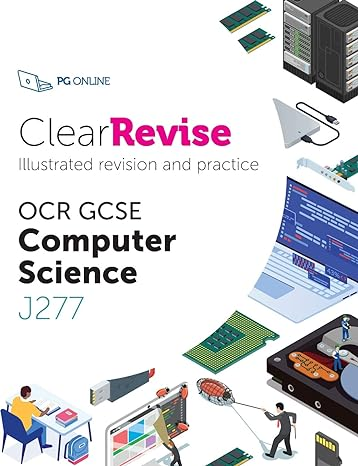 PG ONLINE
ClearRevise
Illustrated revision and practice
OCR GCSE
Computer
Science
J277